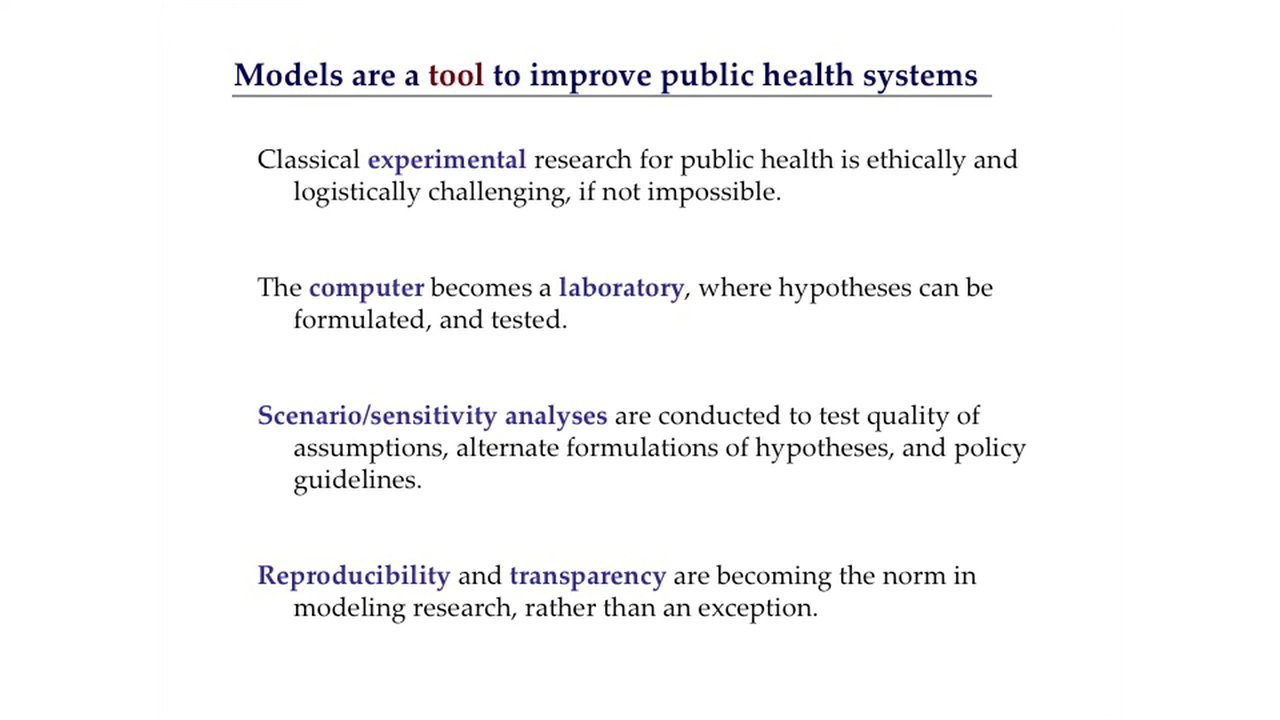 Models are a tool to improve public health systems
Classical experimental research for public health is ethically and
logistically challenging, if not impossible.
The computer becomes a laboratory, where hypotheses can be
formulated, and tested.
Scenario/sensitivity analyses are conducted to test quality of
assumptions, alternate formulations of hypotheses, and policy
guidelines.
Reproducibility and transparency are becoming the norm in
modeling research, rather than an exception.